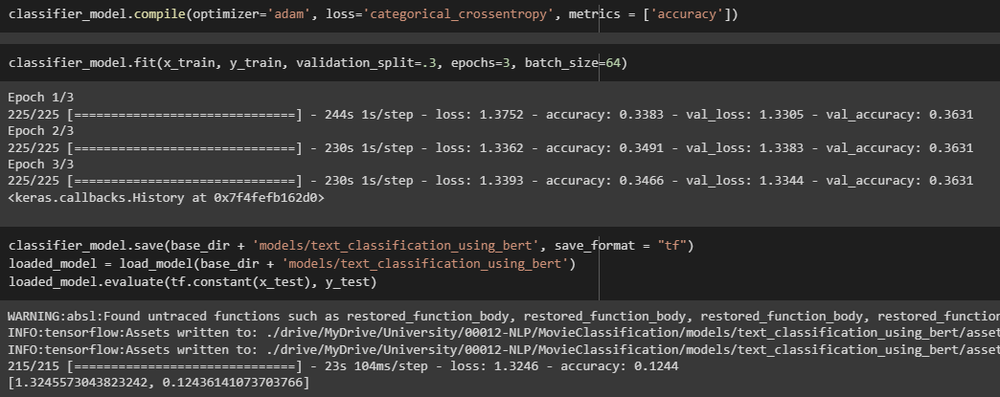 classifier_model.compile(optimizer='adam', loss='categorical_crossentropy', metrics = ['accuracy'])
classifier_model.fit(x_train, y_train, validation_split=.3, epochs=3, batch_size=64)
Epoch 1/3
225/225 [==============================] - 244s 1s/step - loss: 1.3752 - accuracy: 0.3383 - val_loss: 1.3305 - val_accuracy: 0.3631
Epoch 2/3
225/225 [==============================] - 230s 1s/step - loss: 1.3362 - accuracy: 0.3491 - val_loss: 1.3383 - val_accuracy: 0.3631
Epoch 3/3
225/225 [==============================] - 230s 1s/step - loss: 1.3393 - accuracy: 0.3466 - val_loss: 1.3344 - val_accuracy: 0.3631
<keras.callbacks.History at 0x7f4fefb162d0>
classifier_model.save(base_dir + 'models/text_classification_using_bert', save_format = "tf")
loaded_model = load_model(base_dir + 'models/text_classification_using_bert')
loaded_model.evaluate(tf.constant(x_test), y_test)
WARNING:absl:Found untraced functions such as restored_function_body, restored_function_body, restored_function_body, restored_function
INFO:tensorflow:Assets written to: ./drive/MyDrive/University/00012-NLP/MovieClassification/models/text_classification_using_bert/asset
INFO:tensorflow:Assets written to: ./drive/MyDrive/University/00012-NLP/MovieClassification/models/text_classification_using_bert/asset
215/215 [==============================] - 23s 104ms/step - loss: 1.3246 - accuracy: 0.1244
[1.3245573043823242, 0.12436141073703766]